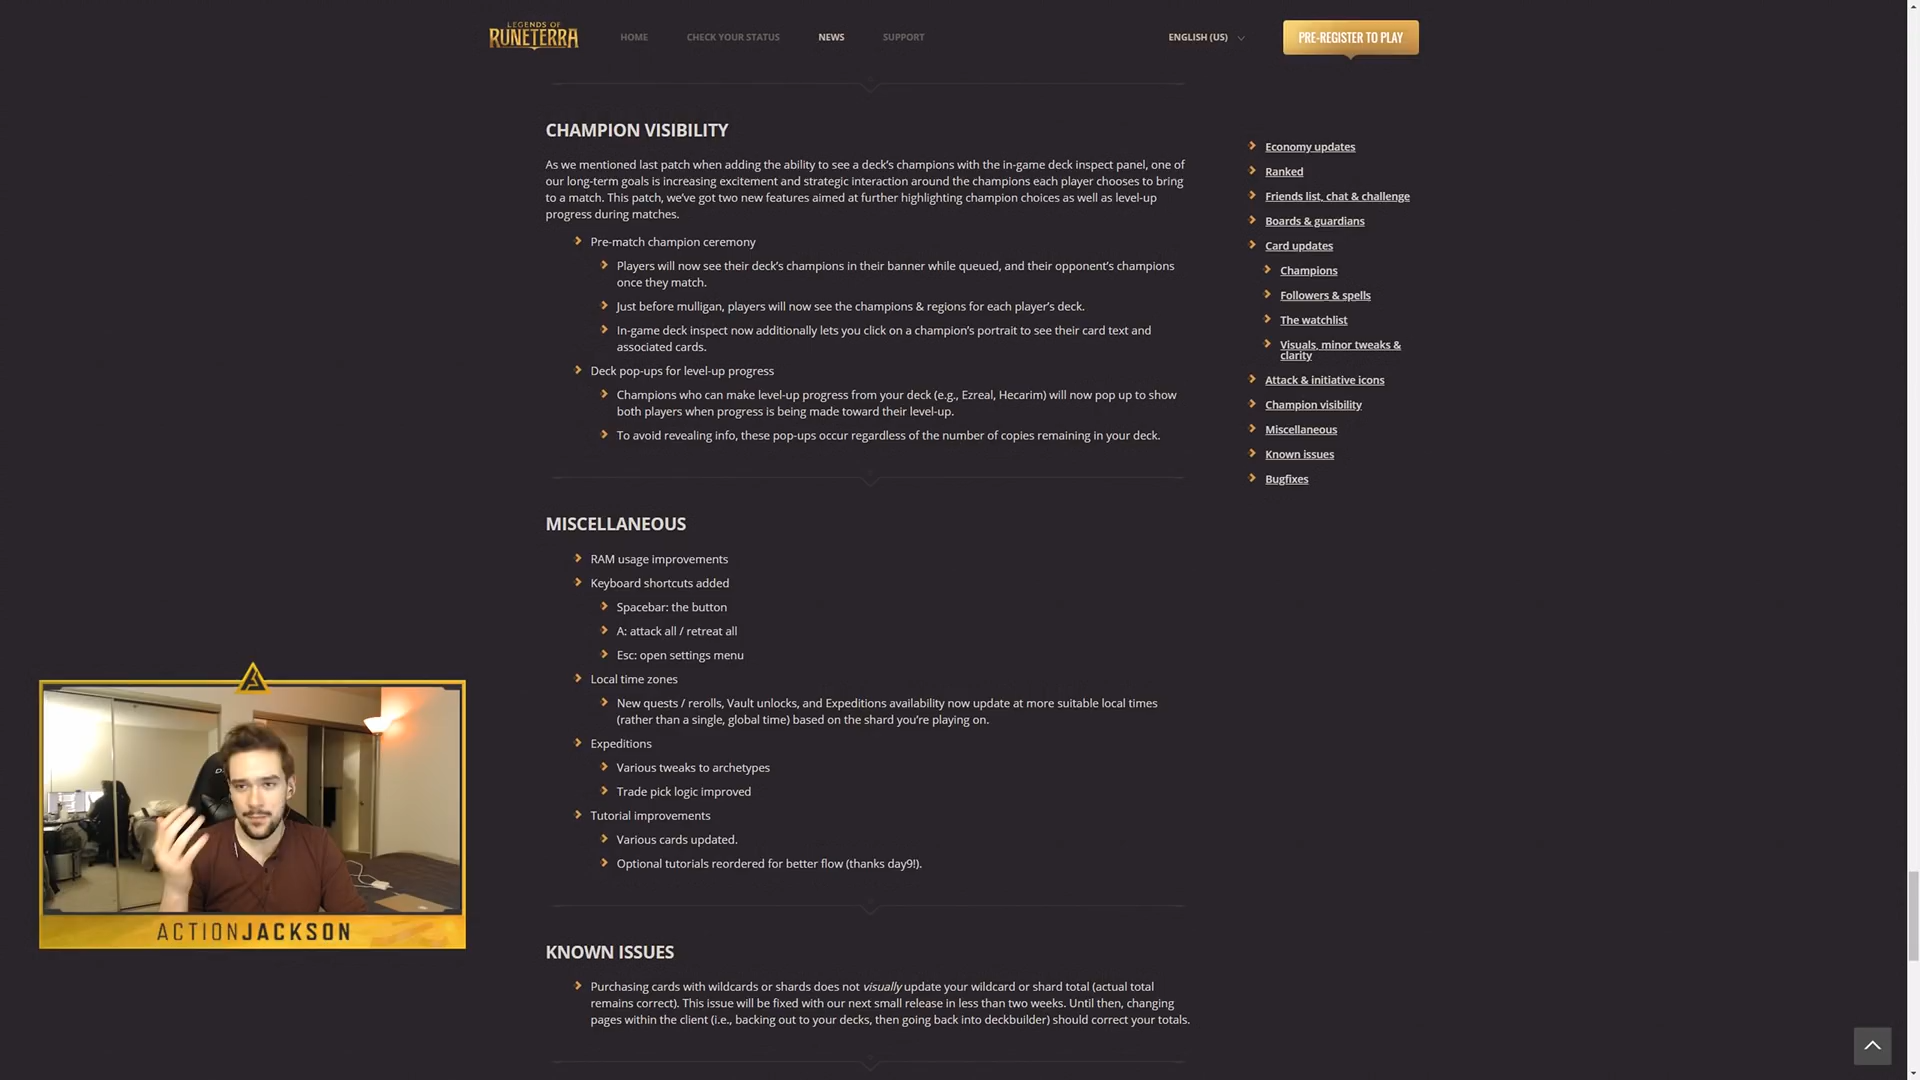 LEGENDS OF
RUNETERRA
HOME
CHECK YOUR STATUS
NEWS
SUPPORT
ENGLISH (US)
PRE-REGISTER TO PLAY
CHAMPION VISIBILITY
As we mentioned last patch when adding the ability to see a deck’s champions with the in-game deck inspect panel, one of
our long-term goals is increasing excitement and strategic interaction around the champions each player chooses to bring
to a match. This patch, we’ve got two new features aimed at further highlighting champion choices as well as level-up
progress during matches.
Pre-match champion ceremony
Players will now see their deck’s champions in their banner while queued, and their opponent’s champions
once they match.
Just before mulligan, players will now see the champions & regions for each player’s deck.
In-game deck inspect now additionally lets you click on a champion’s portrait to see their card text and
associated cards.
Deck pop-ups for level-up progress
Champions who can make level-up progress from your deck (e.g., Ezreal, Hecarim) will now pop up to show
both players when progress is being made toward their level-up.
To avoid revealing info, these pop-ups occur regardless of the number of copies remaining in your deck.
MISCELLANEOUS
RAM usage improvements
Keyboard shortcuts added
Spacebar: the button
A: attack all / retreat all
Esc: open settings menu
Local time zones
New quests / rerolls, Vault unlocks, and Expeditions availability now update at more suitable local times
(rather than a single, global time) based on the shard you’re playing on.
Expeditions
Various tweaks to archetypes
Trade pick logic improved
Tutorial improvements
Various cards updated.
Optional tutorials reordered for better flow (thanks day9!).
KNOWN ISSUES
Purchasing cards with wildcards or shards does not visually update your wildcard or shard total (actual total
remains correct). This issue will be fixed with our next small release in less than two weeks. Until then, changing
pages within the client (i.e., backing out to your decks, then going back into deckbuilder) should correct your totals.
Economy updates
Ranked
Friends list, chat & challenge
Boards & guardians
Card updates
Champions
Followers & spells
The watchlist
Visuals, minor tweaks &
clarity
Attack & initiative icons
Champion visibility
Miscellaneous
Known issues
Bugfixes
ACTIONJACKSON